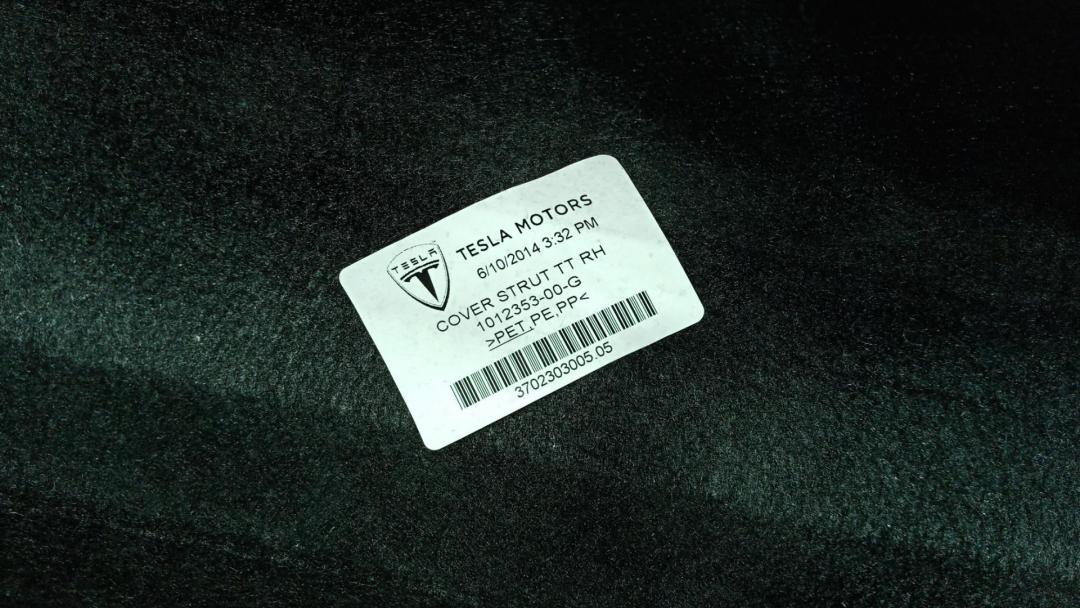 TESLA
TESLA MOTORS
6/10/2014 3:32 PM
COVER STRUT TT RH
1012353-00-G
>PET,PE,PP<
3702303005.05